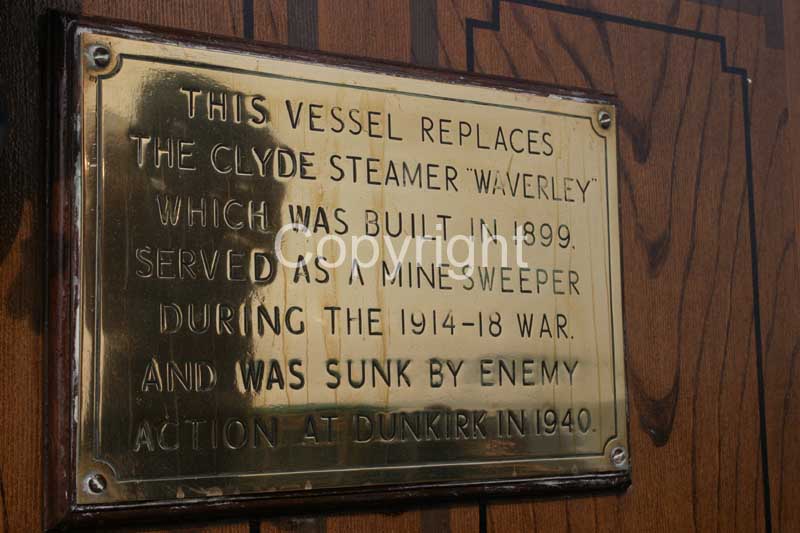 THIS VESSEL REPLACES
THE CLYDE STEAMER "WAVERLEY"
WHICH WAS BUILT IN 1899.
SERVED AS A MINESWEEPER
DURING THE 1914-18 WAR.
AND WAS SUNK BY ENEMY
ACTION AT DUNKIRK IN 1940.
Copyright